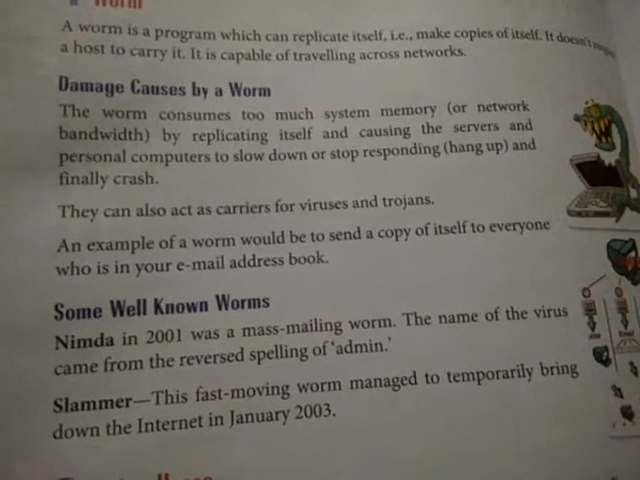 Worm
A worm is a program which can replicate itself, i.e., make copies of itself. It doesn't
a host to carry it. It is capable of travelling across networks.
Damage Causes by a Worm
The worm consumes too much system memory (or network
bandwidth) by replicating itself and causing the servers and
personal computers to slow down or stop responding (hang up) and
finally crash.
They can also act as carriers for viruses and trojans.
An example of a worm would be to send a copy of itself to everyone
who is in your e-mail address book.
Some Well Known Worms
Nimda in 2001 was a mass-mailing worm. The name of the virus
came from the reversed spelling of 'admin.'
Slammer—This fast-moving worm managed to temporarily bring
down the Internet in January 2003.